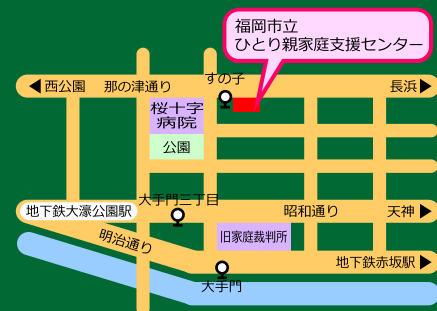 福岡市立
ひとり親家庭支援センター
すの子
◀西公園
那の津通り
長浜▶
桜十字
病院
公園
大手門三丁目
地下鉄大濠公園駅
昭和通り
天神▶
明治通り
旧家庭裁判所
地下鉄赤坂駅▶
大手門